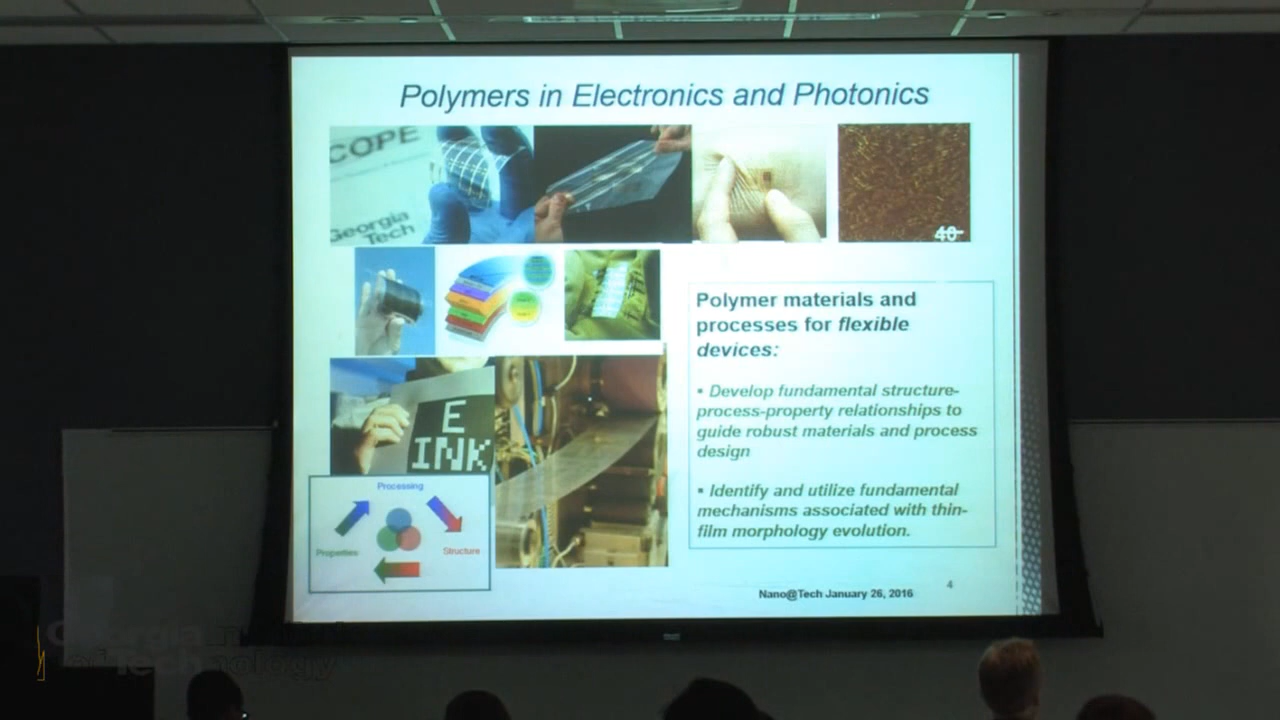 Polymers in Electronics and Photonics
COPE
Georgia
Tech
40
Polymer materials and
processes for flexible
devices:
▪ Develop fundamental structure-
process-property relationships to
guide robust materials and process
design
▪ Identify and utilize fundamental
mechanisms associated with thin-
film morphology evolution.
E
INK
Processing
Properties
Structure
4
Nano@Tech January 26, 2016
Georgia
Technology